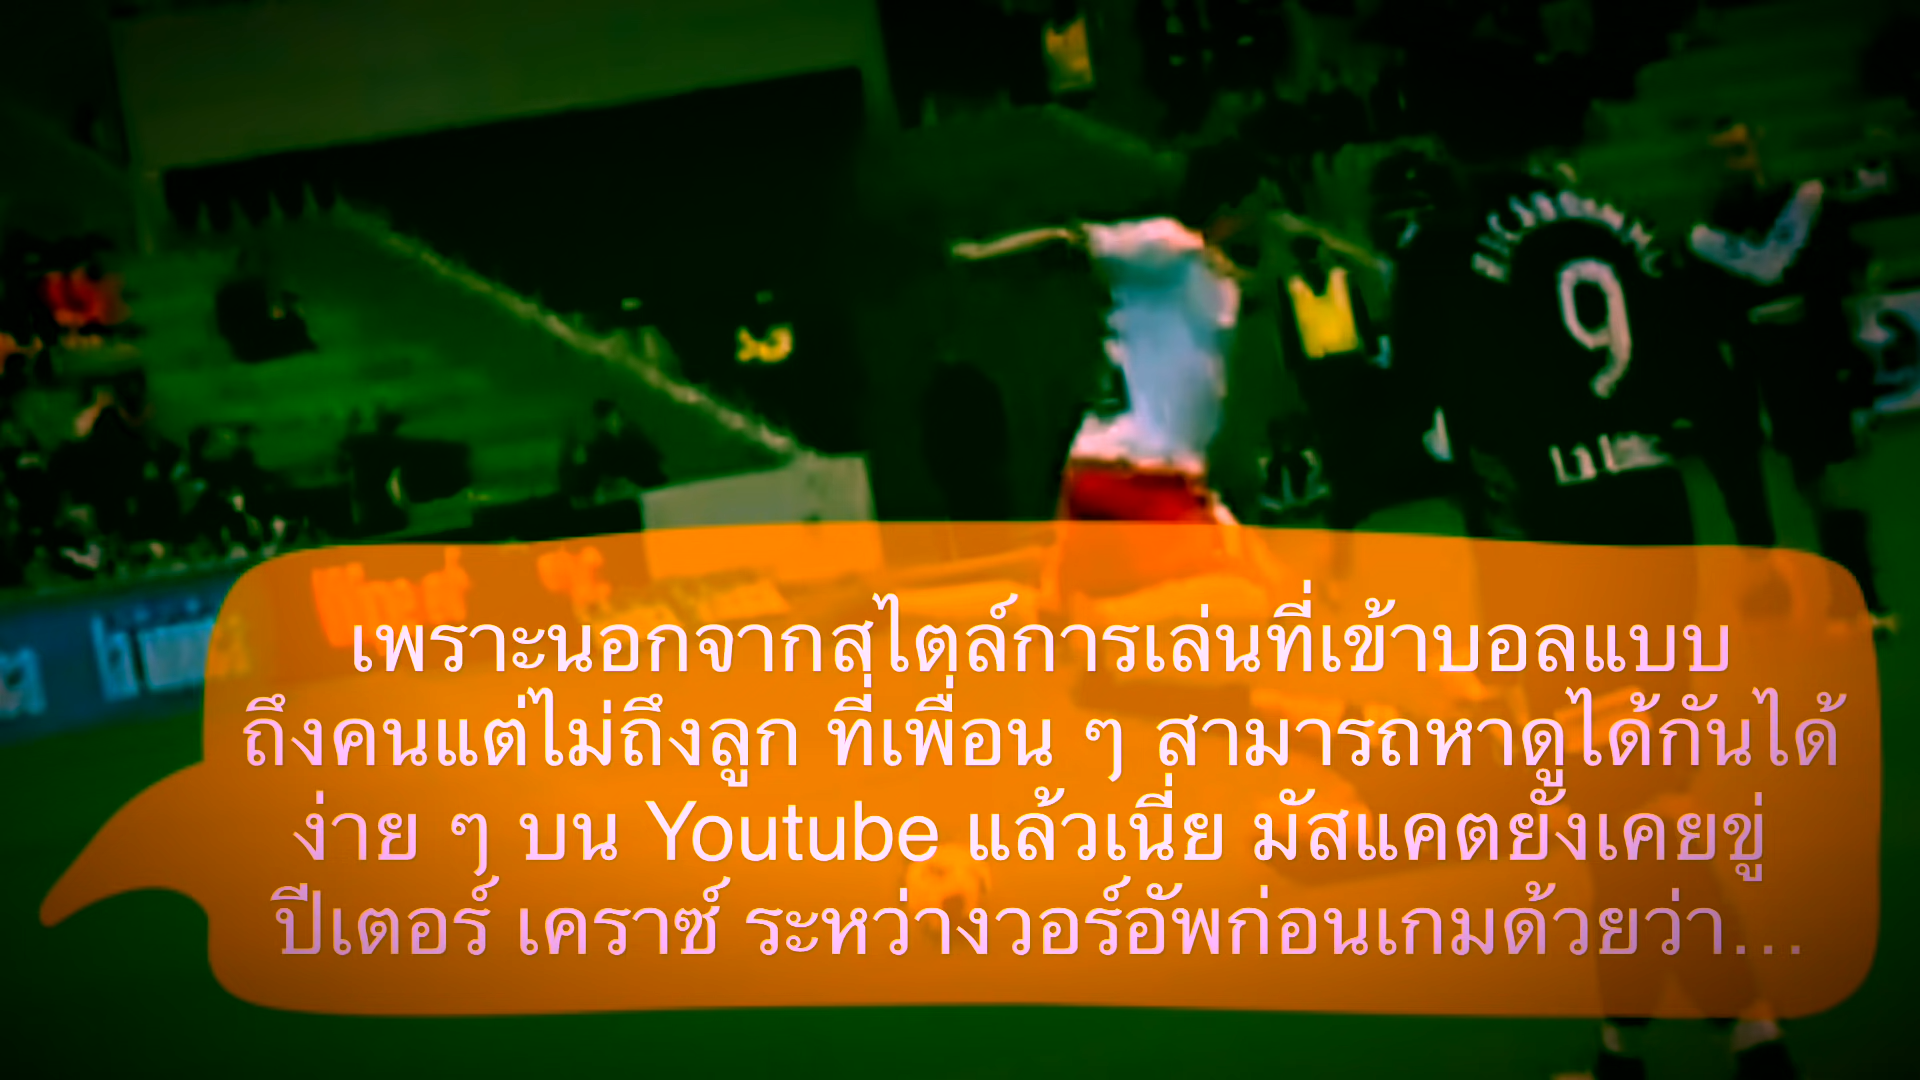 9
เพราะนอกจากสไตล์การเล่นที่เข้าบอลแบบ
ถึงคนแต่ไม่ถึงลูก ที่เพื่อน ๆ สามารถหาดูได้กันได้
ง่าย ๆ บน Youtube แล้วเนี่ย มัสแคตยังเคยขู่
ปีเตอร์ เคราซ์ ระหว่างวอร์อัพก่อนเกมด้วยว่า...